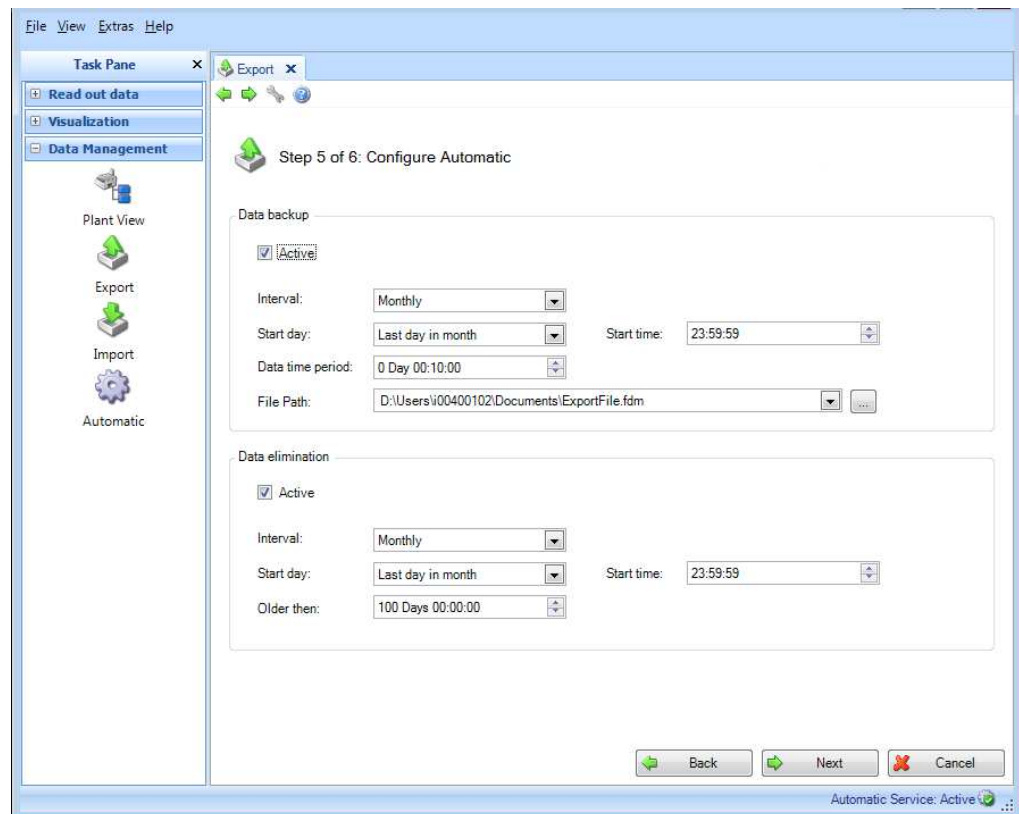 File View Extras Help
Task Pane
Export
Read out data
Visualization
Data Management
Plant View
Export
Import
Automatic
Step 5 of 6: Configure Automatic
Data backup
Active
Interval: Monthly
Start day: Last day in month Start time: 23:59:59
Data time period: 0 Day 00:10:00
File Path: D:\Users\i00400102\Documents\ExportFile.fdm ...
Data elimination
Active
Interval: Monthly
Start day: Last day in month Start time: 23:59:59
Older then: 100 Days 00:00:00
Back Next Cancel
Automatic Service: Active